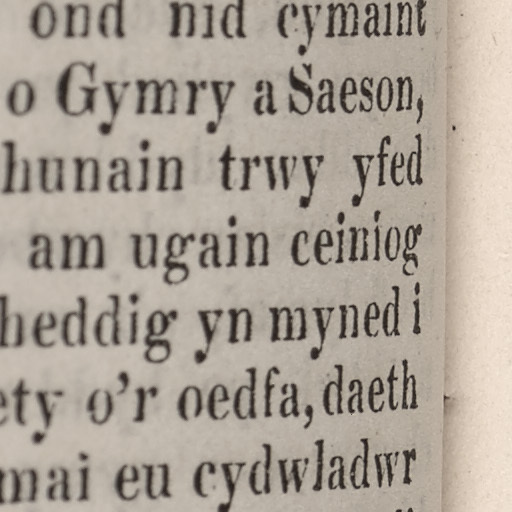 ond nid cymaint
o Gymry a Saeson,
hunain trwy yfed
am ugain ceiniog
heddig yn myned i
ety o'r oedfa, daeth
mai eu cydwladwr